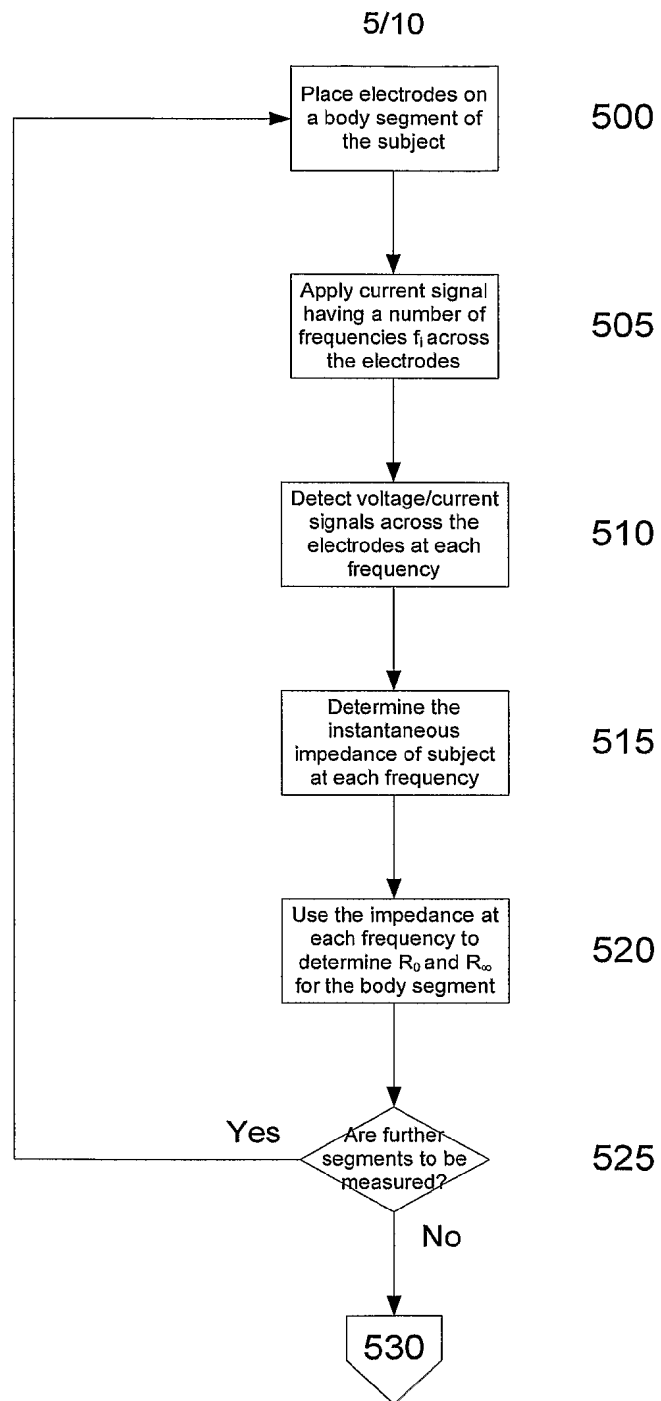 5/10
Place electrodes on
a body segment of
the subject
500
Apply current signal
having a number of
frequencies fᵢ across
the electrodes
505
Detect voltage/current
signals across the
electrodes at each
frequency
510
Determine the
instantaneous
impedance of subject
at each frequency
515
Use the impedance at
each frequency to
determine R₀ and R∞
for the body segment
520
Yes
Are further
segments to be
measured?
525
No
530